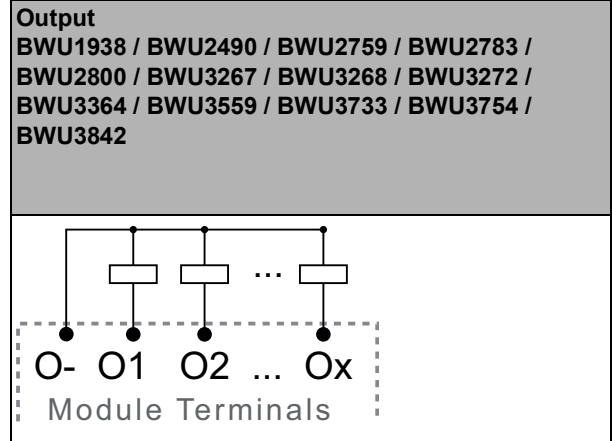 Output
BWU1938 / BWU2490 / BWU2759 / BWU2783 /
BWU2800 / BWU3267 / BWU3268 / BWU3272 /
BWU3364 / BWU3559 / BWU3733 / BWU3754 /
BWU3842
...
O- O1 O2 ... Ox
Module Terminals